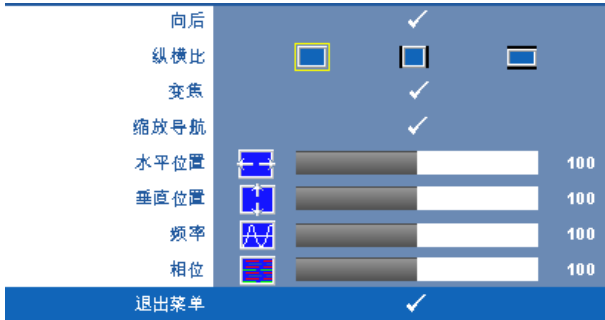 向后
纵横比
变焦
缩放导航
水平位置 100
垂直位置 100
频率 100
相位 100
退出菜单